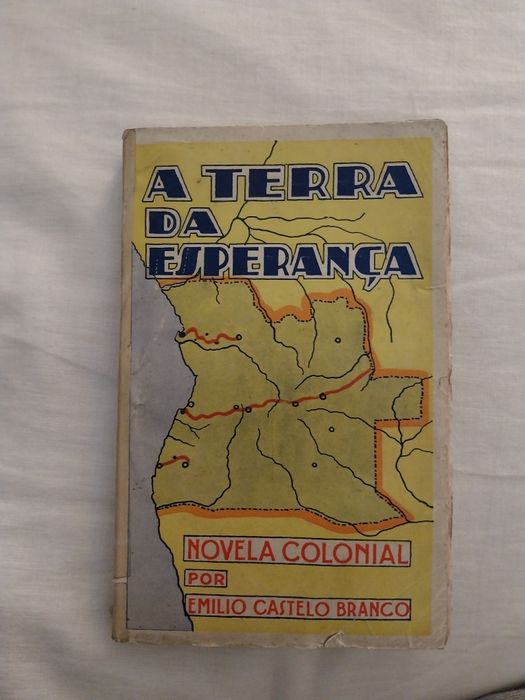 A TERRA
DA
ESPERANÇA
NOVELA COLONIAL
POR
EMILIO CASTELO BRANCO